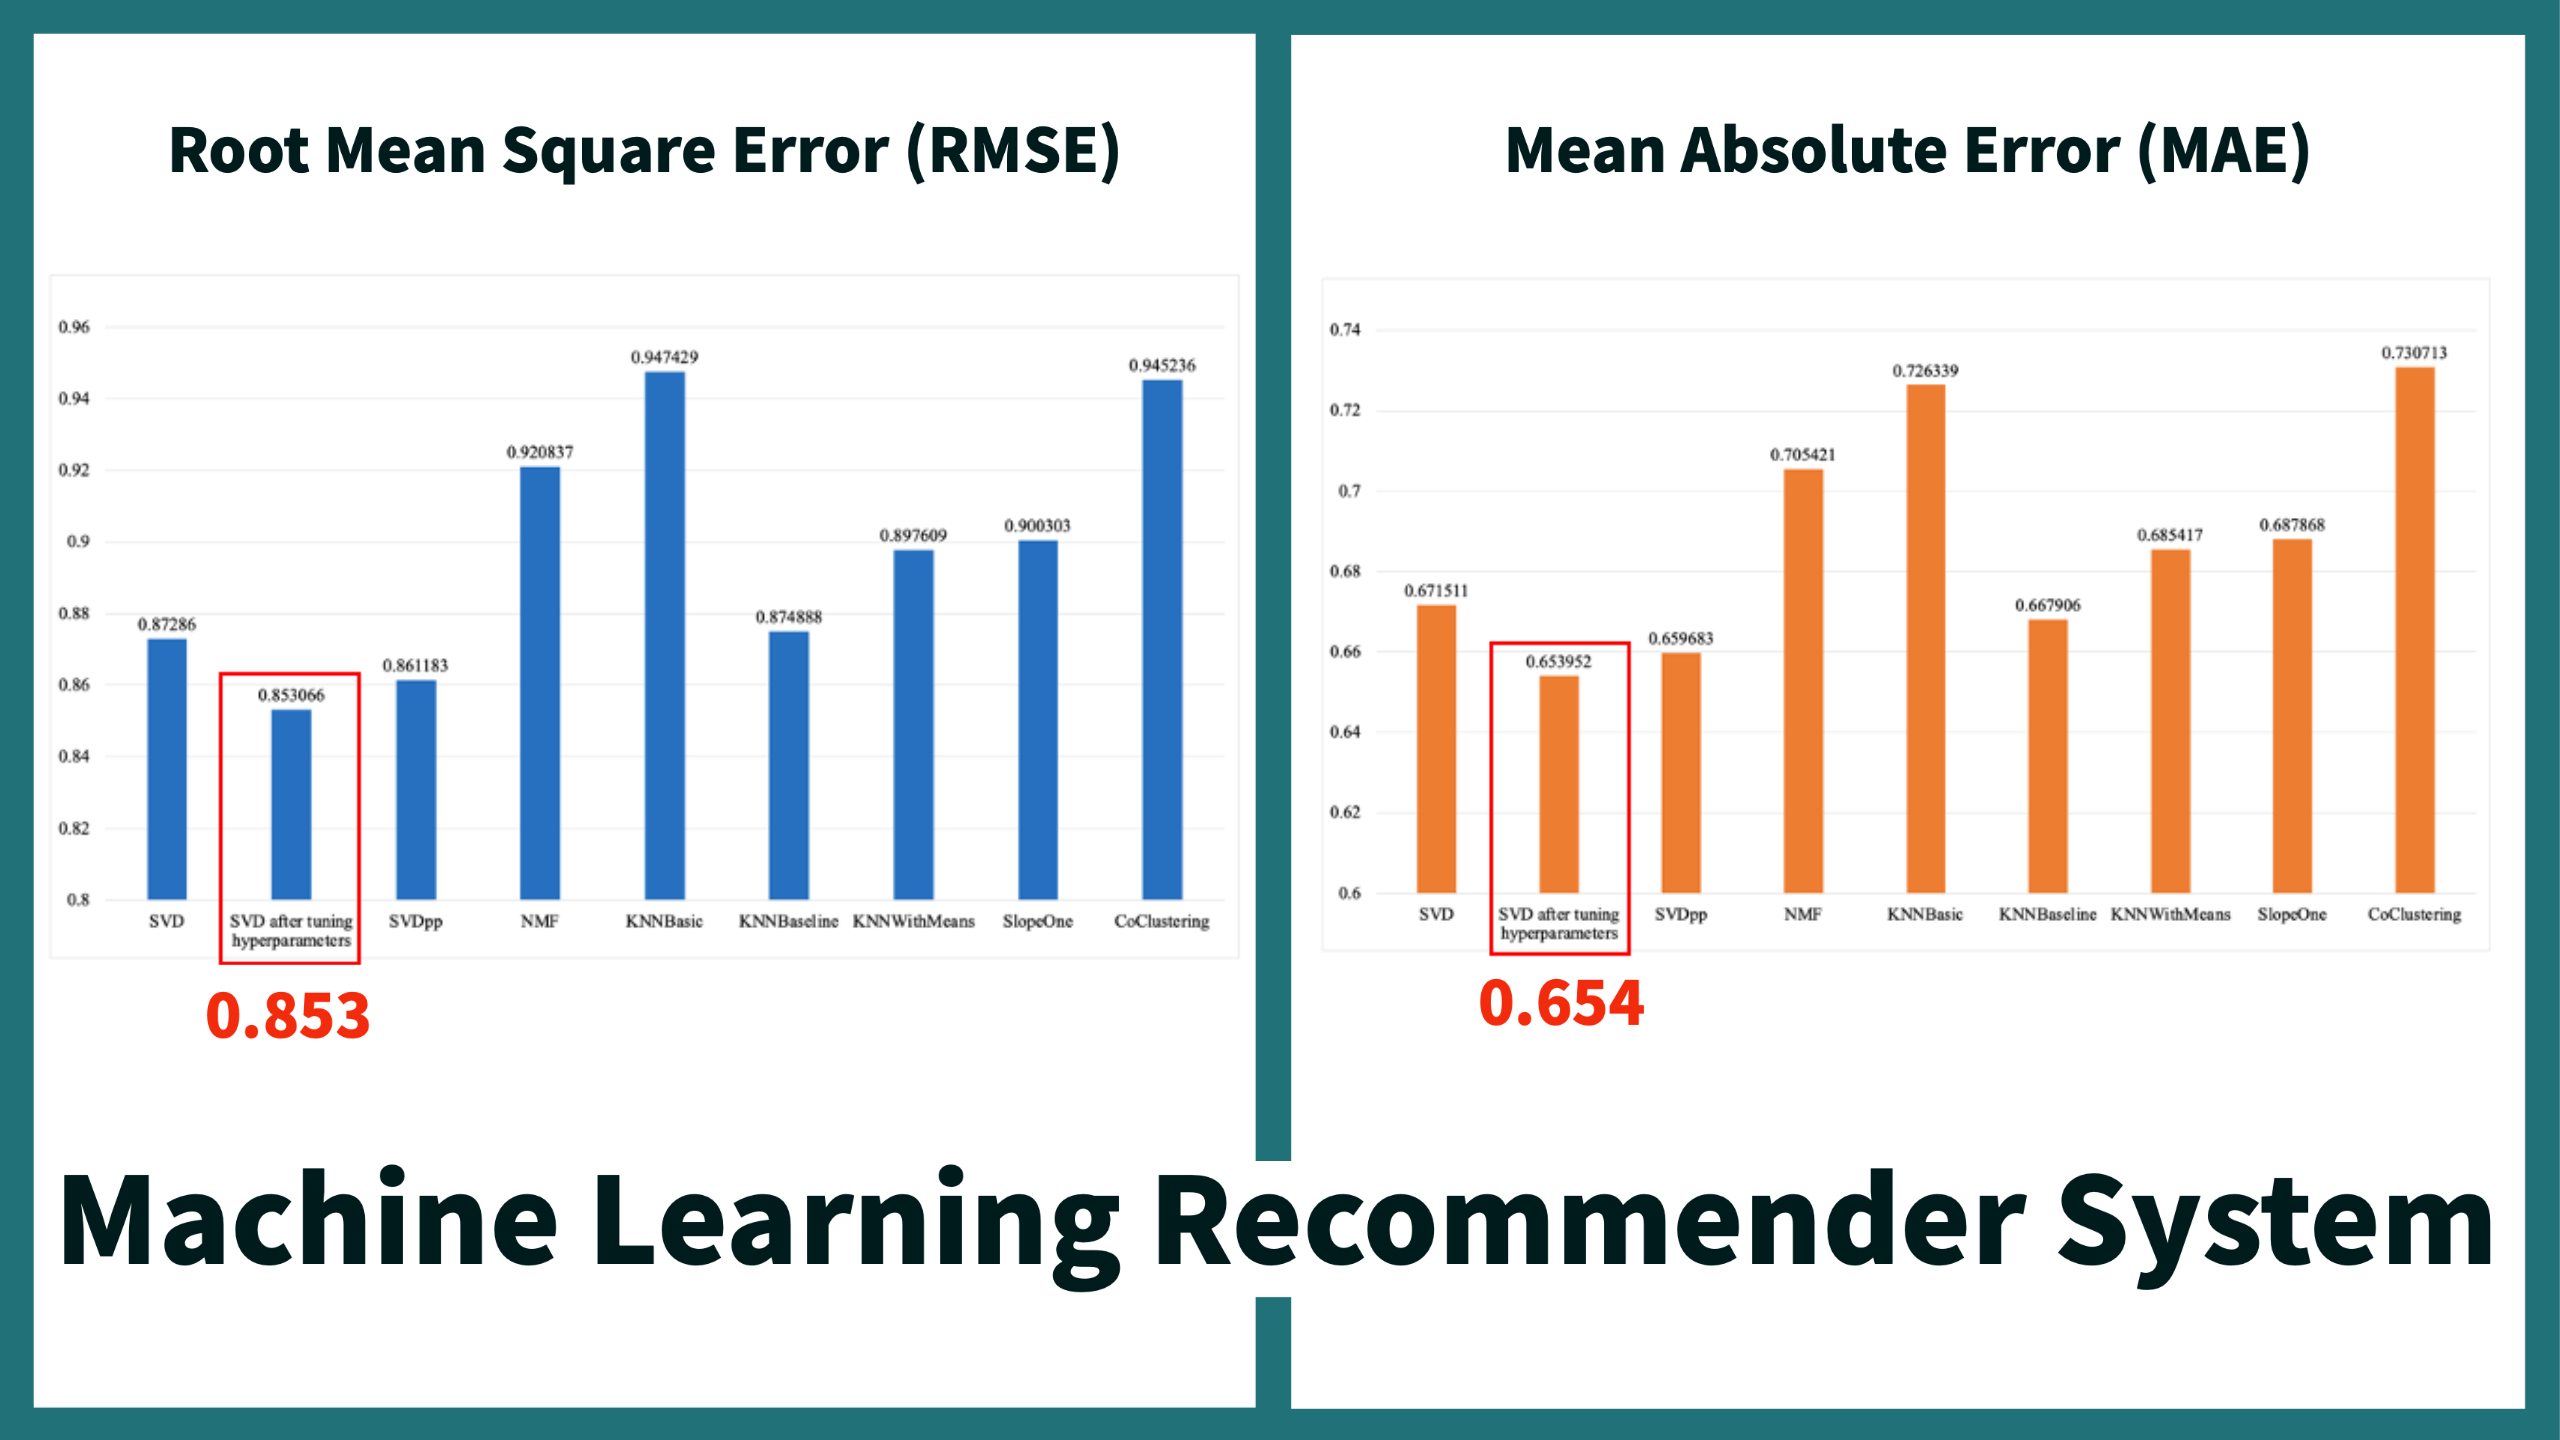 Root Mean Square Error (RMSE)
0.96
0.94
0.92
0.9
0.88
0.86
0.84
0.82
0.8
0.87286
0.853066
0.861183
0.920837
0.947429
0.874888
0.897609
0.900303
0.945236
SVD
SVD after tuning
hyperparameters
SVDpp
NMF
KNNBasic
KNNBaseline
KNNWithMeans
SlopeOne
CoClustering
0.853
Mean Absolute Error (MAE)
0.74
0.72
0.7
0.68
0.66
0.64
0.62
0.6
0.671511
0.653952
0.659683
0.705421
0.726339
0.667906
0.685417
0.687868
0.730713
SVD
SVD after tuning
hyperparameters
SVDpp
NMF
KNNBasic
KNNBaseline
KNNWithMeans
SlopeOne
CoClustering
0.654
Machine Learning Recommender System